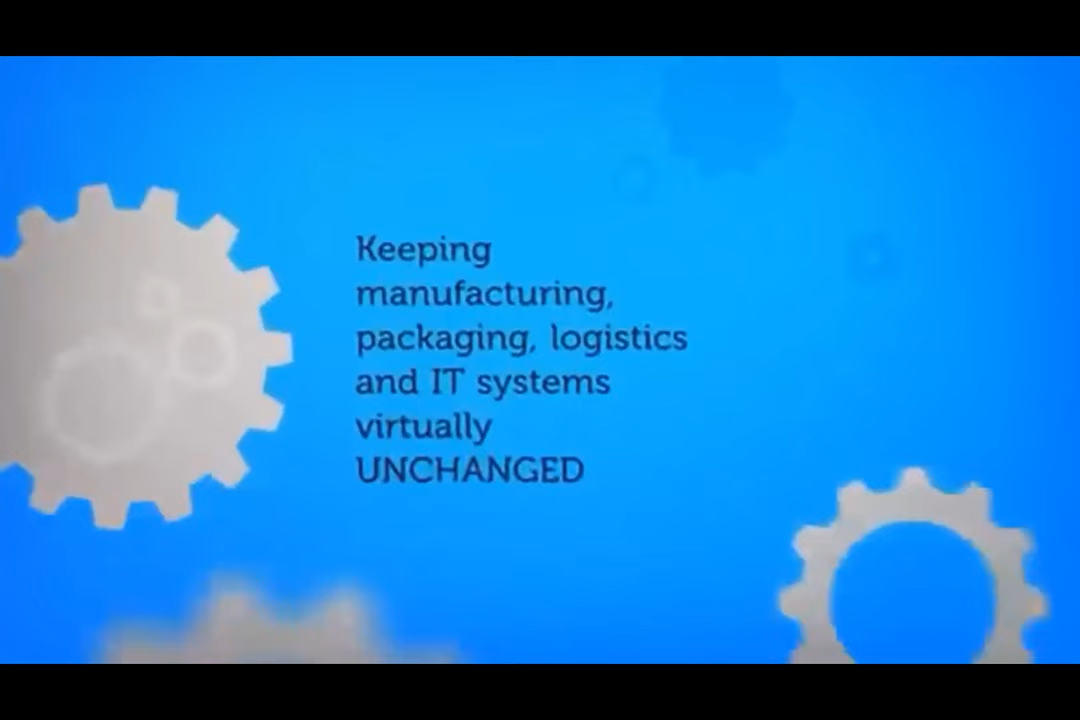 Keeping
manufacturing,
packaging, logistics
and IT systems
virtually
UNCHANGED